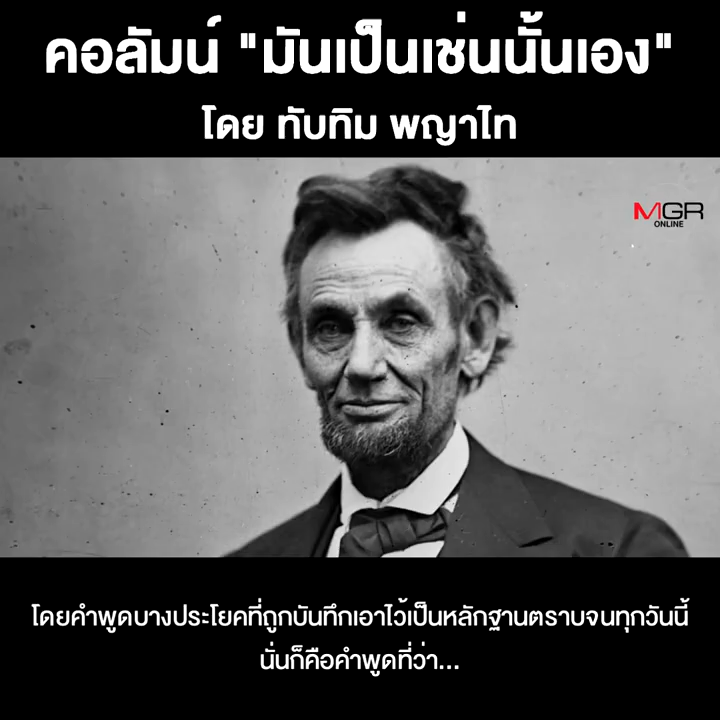 คอลัมน์ "มันเป็นเช่นนั้นเอง"
โดย ทับทิม พญาไท
MGR
ONLINE
โดยคำพูดบางประโยคที่ถูกบันทึกเอาไว้เป็นหลักฐานตราบจนทุกวันนี้
นั่นก็คือคำพูดที่ว่า...